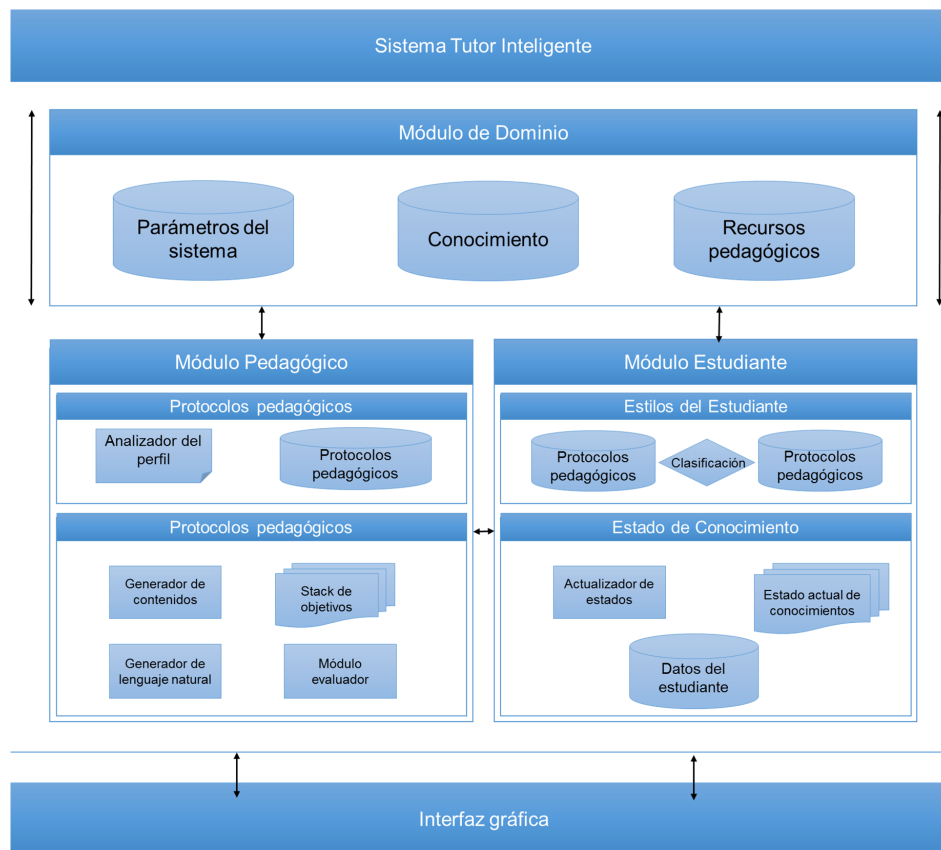 Sistema Tutor Inteligente
Módulo de Dominio
Parámetros del
sistema
Conocimiento
Recursos
pedagógicos
Módulo Pedagógico
Protocolos pedagógicos
Analizador del
perfil
Protocolos
pedagógicos
Protocolos pedagógicos
Generador de
contenidos
Stack de
objetivos
Generador de
lenguaje natural
Módulo
evaluador
Módulo Estudiante
Estilos del Estudiante
Protocolos
pedagógicos
Clasificación
Protocolos
pedagógicos
Estado de Conocimiento
Actualizador de
estados
Estado actual de
conocimientos
Datos del
estudiante
Interfaz gráfica